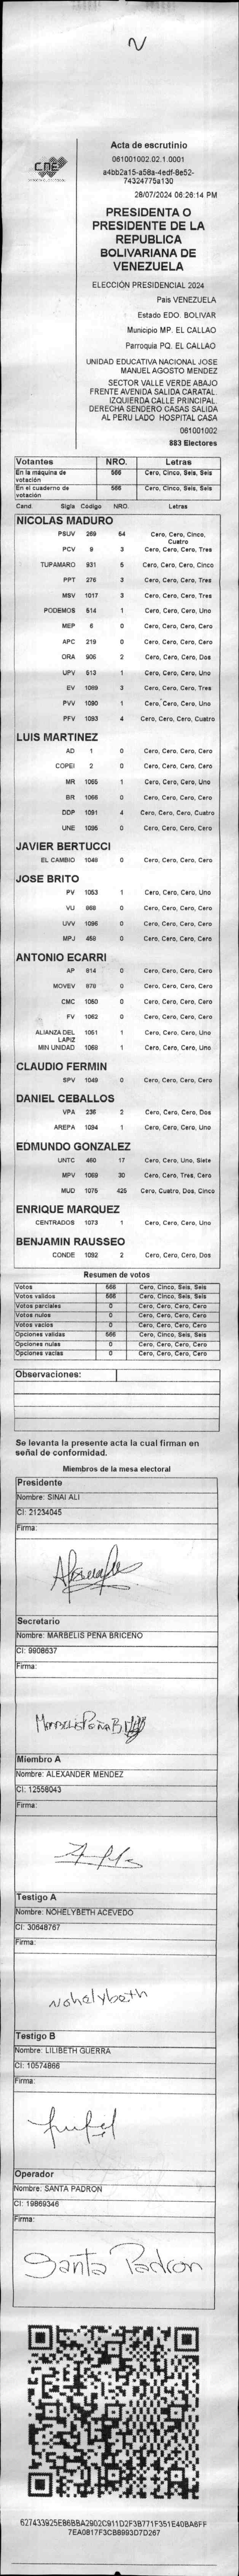 N
CNE
Acta de escrutinio
061001002.02.1.0001
a4bb2a15-a58a-4edf-8e52-
74324775a130
28/07/2024 06:26:14 PM
PRESIDENTA O
PRESIDENTE DE LA
REPUBLICA
BOLIVARIANA DE
VENEZUELA
ELECCIÓN PRESIDENCIAL 2024
Pais VENEZUELA
Estado EDO. BOLIVAR
Municipio MP. EL CALLAO
Parroquia PQ. EL CALLAO
UNIDAD EDUCATIVA NACIONAL JOSE
MANUEL AGOSTO MENDEZ
SECTOR VALLE VERDE ABAJO
FRENTE AVENIDA SALIDA CARATAL.
IZQUIERDA CALLE PRINCIPAL.
DERECHA SENDERO CASAS SALIDA
AL PERU LADO HOSPITAL CASA
061001002
883 Electores
Votantes NRO. Letras
En la máquina de votación 566 Cero, Cinco, Seis, Seis
En el cuaderno de votación 566 Cero, Cinco, Seis, Seis
Cand. Sigla Código NRO. Letras
NICOLAS MADURO
PSUV 269 54 Cero, Cero, Cinco, Cuatro
PCV 9 3 Cero, Cero, Cero, Tres
TUPAMARO 931 5 Cero, Cero, Cero, Cinco
PPT 276 3 Cero, Cero, Cero, Tres
MSV 1017 3 Cero, Cero, Cero, Tres
PODEMOS 514 1 Cero, Cero, Cero, Uno
MEP 6 0 Cero, Cero, Cero, Cero
APC 219 0 Cero, Cero, Cero, Cero
ORA 906 2 Cero, Cero, Cero, Dos
UPV 513 1 Cero, Cero, Cero, Uno
EV 1089 3 Cero, Cero, Cero, Tres
PVV 1090 1 Cero, Cero, Cero, Uno
PFV 1093 4 Cero, Cero, Cero, Cuatro
LUIS MARTINEZ
AD 1 0 Cero, Cero, Cero, Cero
COPEI 2 0 Cero, Cero, Cero, Cero
MR 1065 1 Cero, Cero, Cero, Uno
BR 1066 0 Cero, Cero, Cero, Cero
DDP 1091 4 Cero, Cero, Cero, Cuatro
UNE 1095 0 Cero, Cero, Cero, Cero
JAVIER BERTUCCI
EL CAMBIO 1048 0 Cero, Cero, Cero, Cero
JOSE BRITO
PV 1053 1 Cero, Cero, Cero, Uno
VU 868 0 Cero, Cero, Cero, Cero
UVV 1096 0 Cero, Cero, Cero, Cero
MPJ 458 0 Cero, Cero, Cero, Cero
ANTONIO ECARRI
AP 814 0 Cero, Cero, Cero, Cero
MOVEV 978 0 Cero, Cero, Cero, Cero
CMC 1050 0 Cero, Cero, Cero, Cero
FV 1062 0 Cero, Cero, Cero, Cero
ALIANZA DEL LAPIZ 1051 1 Cero, Cero, Cero, Uno
MIN UNIDAD 1068 1 Cero, Cero, Cero, Uno
CLAUDIO FERMIN
SPV 1049 0 Cero, Cero, Cero, Cero
DANIEL CEBALLOS
VPA 236 2 Cero, Cero, Cero, Dos
AREPA 1094 1 Cero, Cero, Cero, Uno
EDMUNDO GONZALEZ
UNTC 460 17 Cero, Cero, Uno, Siete
MPV 1069 30 Cero, Cero, Tres, Cero
MUD 1075 425 Cero, Cuatro, Dos, Cinco
ENRIQUE MARQUEZ
CENTRADOS 1073 1 Cero, Cero, Cero, Uno
BENJAMIN RAUSSEO
CONDE 1092 2 Cero, Cero, Cero, Dos
Resumen de votos
Votos 566 Cero, Cinco, Seis, Seis
Votos validos 566 Cero, Cinco, Seis, Seis
Votos parciales 0 Cero, Cero, Cero, Cero
Votos nulos 0 Cero, Cero, Cero, Cero
Votos vacios 0 Cero, Cero, Cero, Cero
Opciones validas 566 Cero, Cinco, Seis, Seis
Opciones nulas 0 Cero, Cero, Cero, Cero
Opciones vacias 0 Cero, Cero, Cero, Cero
Observaciones:
Se levanta la presente acta la cual firman en
señal de conformidad.
Miembros de la mesa electoral
Presidente
Nombre: SINAI ALI
CI: 21234045
Firma:
Secretario
Nombre: MARBELIS PEÑA BRICEÑO
CI: 9908637
Firma:
Marbelis Peña B
Miembro A
Nombre: ALEXANDER MENDEZ
CI: 12558043
Firma:
Testigo A
Nombre: NOHELYBETH ACEVEDO
CI: 30648767
Firma:
Nohelybeth
Testigo B
Nombre: LILIBETH GUERRA
CI: 10574866
Firma:
Operador
Nombre: SANTA PADRON
CI: 19869346
Firma:
Santa Padron
627433925E86BBA2902C911D2F3B771F351E40BA6FF
7EA0817F3CB8993D7D267